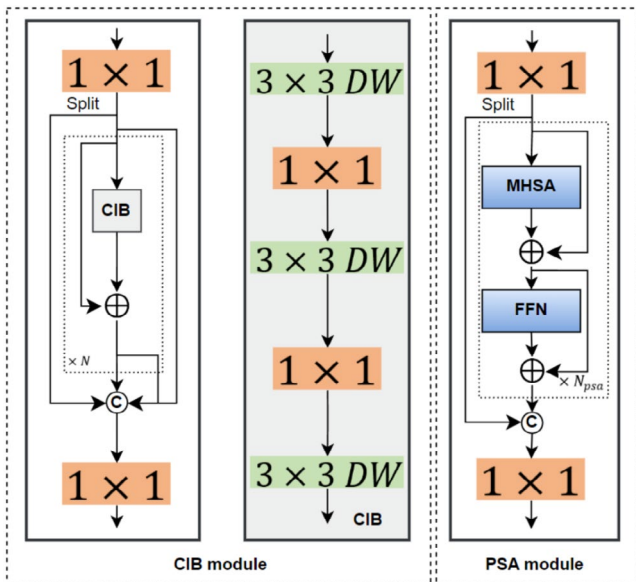 1 × 1
Split
CIB
× N
C
1 × 1
3 × 3 DW
1 × 1
3 × 3 DW
1 × 1
3 × 3 DW
CIB
CIB module
1 × 1
Split
MHSA
FFN
× N_psa
C
1 × 1
PSA module